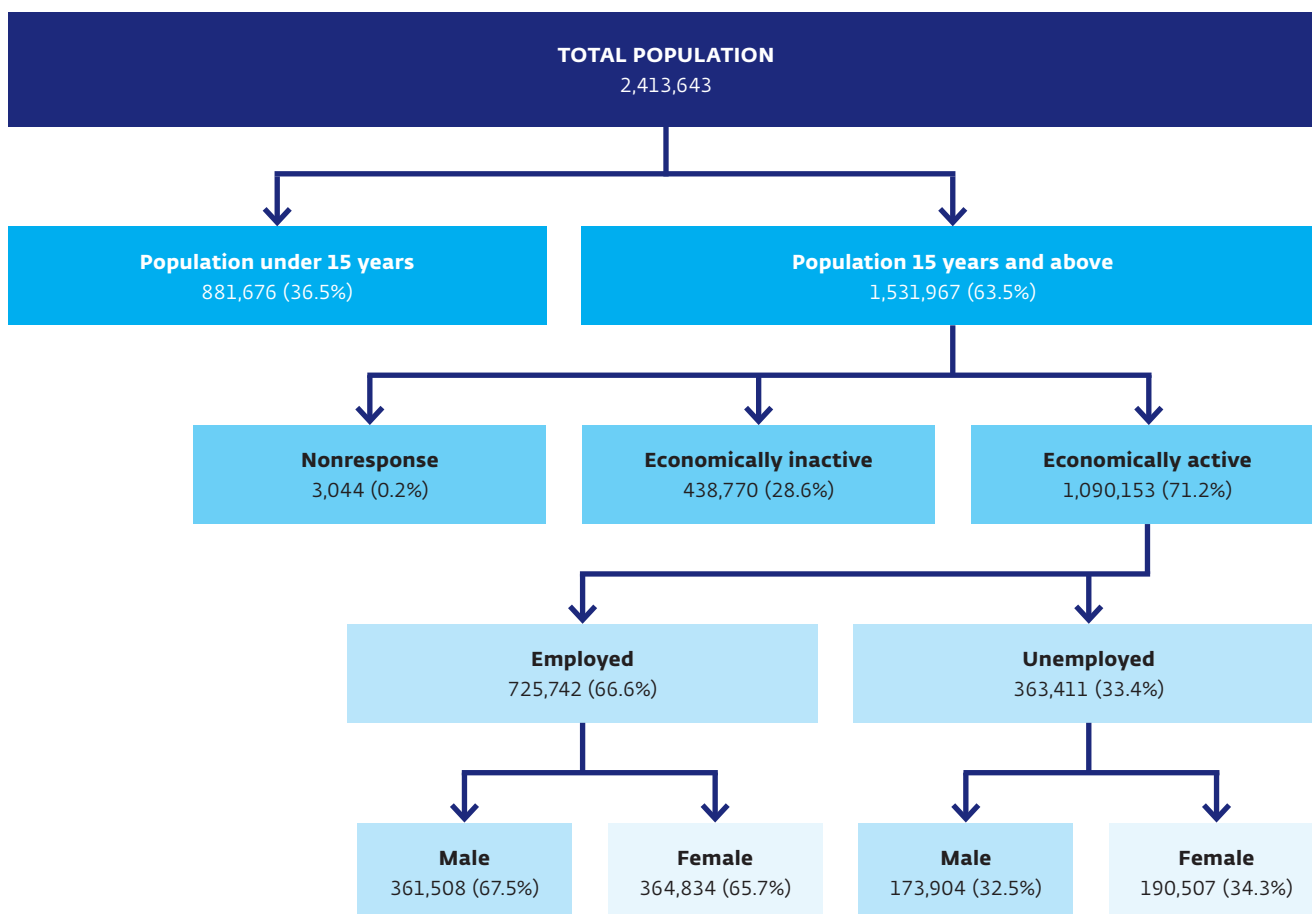 TOTAL POPULATION
2,413,643
Population under 15 years
881,676 (36.5%)
Population 15 years and above
1,531,967 (63.5%)
Nonresponse
3,044 (0.2%)
Economically inactive
438,770 (28.6%)
Economically active
1,090,153 (71.2%)
Employed
725,742 (66.6%)
Unemployed
363,411 (33.4%)
Male
361,508 (67.5%)
Female
364,834 (65.7%)
Male
173,904 (32.5%)
Female
190,507 (34.3%)